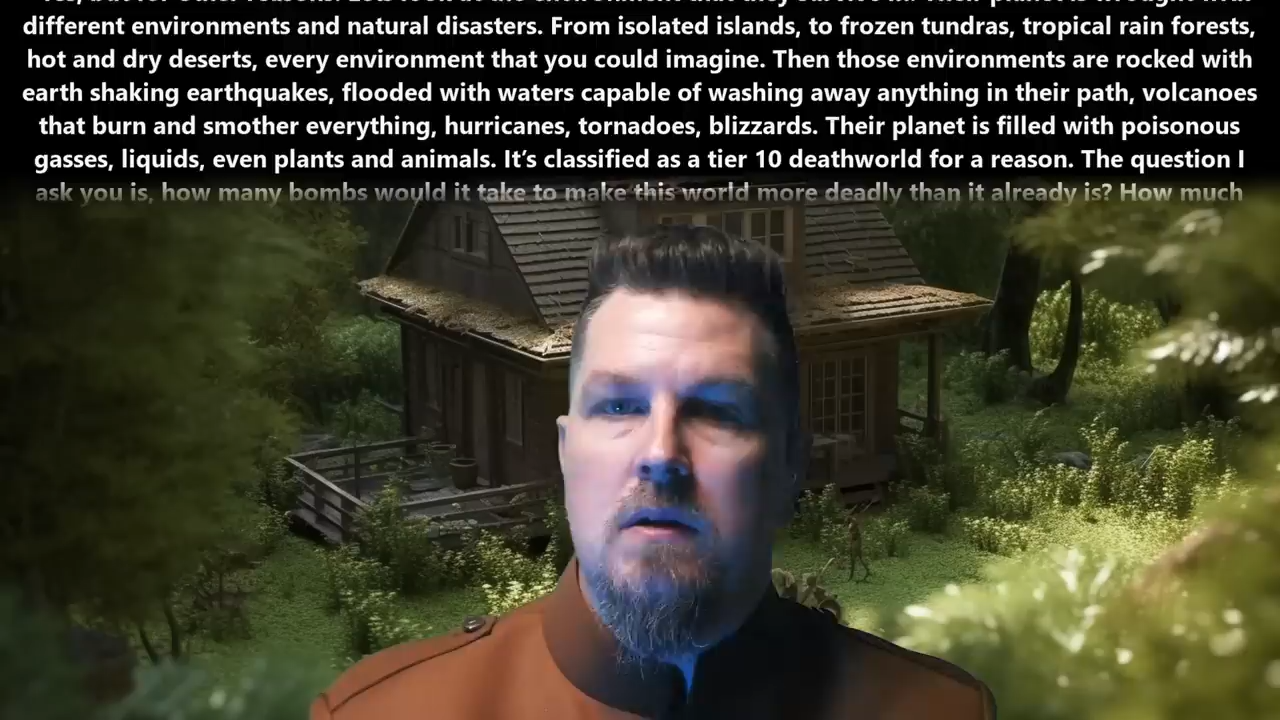 different environments and natural disasters. From isolated islands, to frozen tundras, tropical rain forests,
hot and dry deserts, every environment that you could imagine. Then those environments are rocked with
earth shaking earthquakes, flooded with waters capable of washing away anything in their path, volcanoes
that burn and smother everything, hurricanes, tornadoes, blizzards. Their planet is filled with poisonous
gasses, liquids, even plants and animals. It’s classified as a tier 10 deathworld for a reason. The question I
ask you is, how many bombs would it take to make this world more deadly than it already is? How much